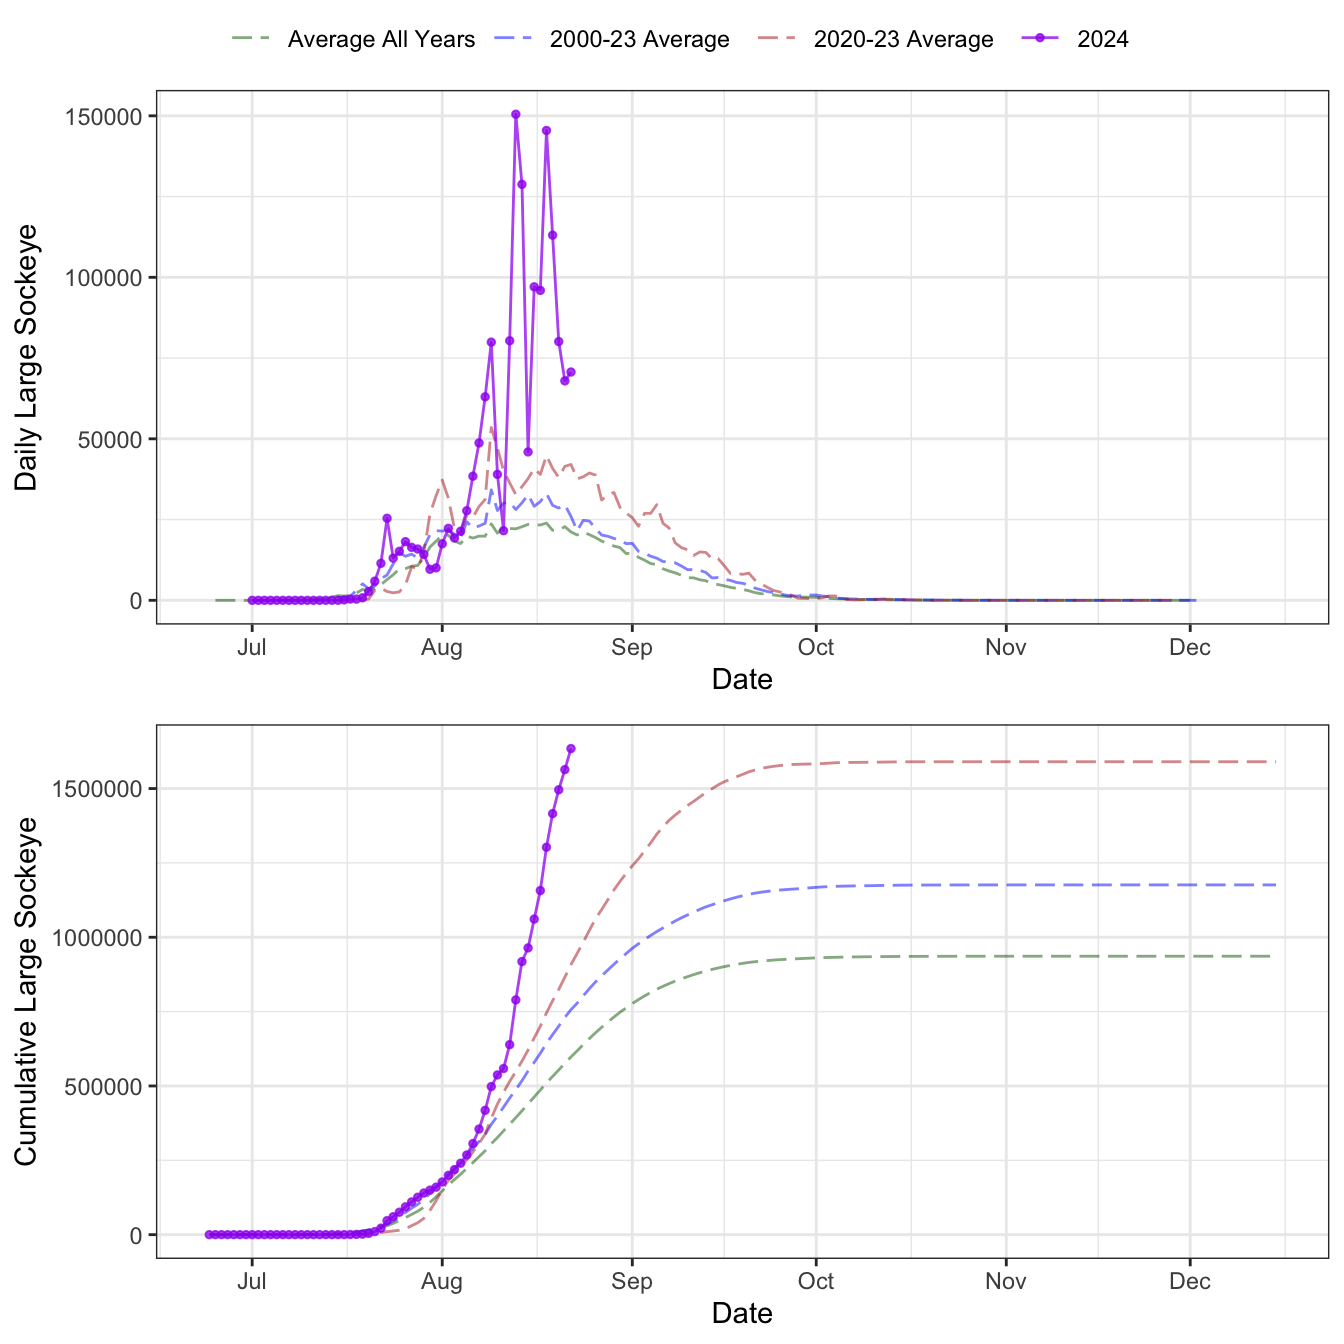 Average All Years 2000-23 Average 2020-23 Average 2024
Daily Large Sockeye
150000
100000
50000
0
Jul Aug Sep Oct Nov Dec
Date
Cumulative Large Sockeye
1500000
1000000
500000
0
Jul Aug Sep Oct Nov Dec
Date